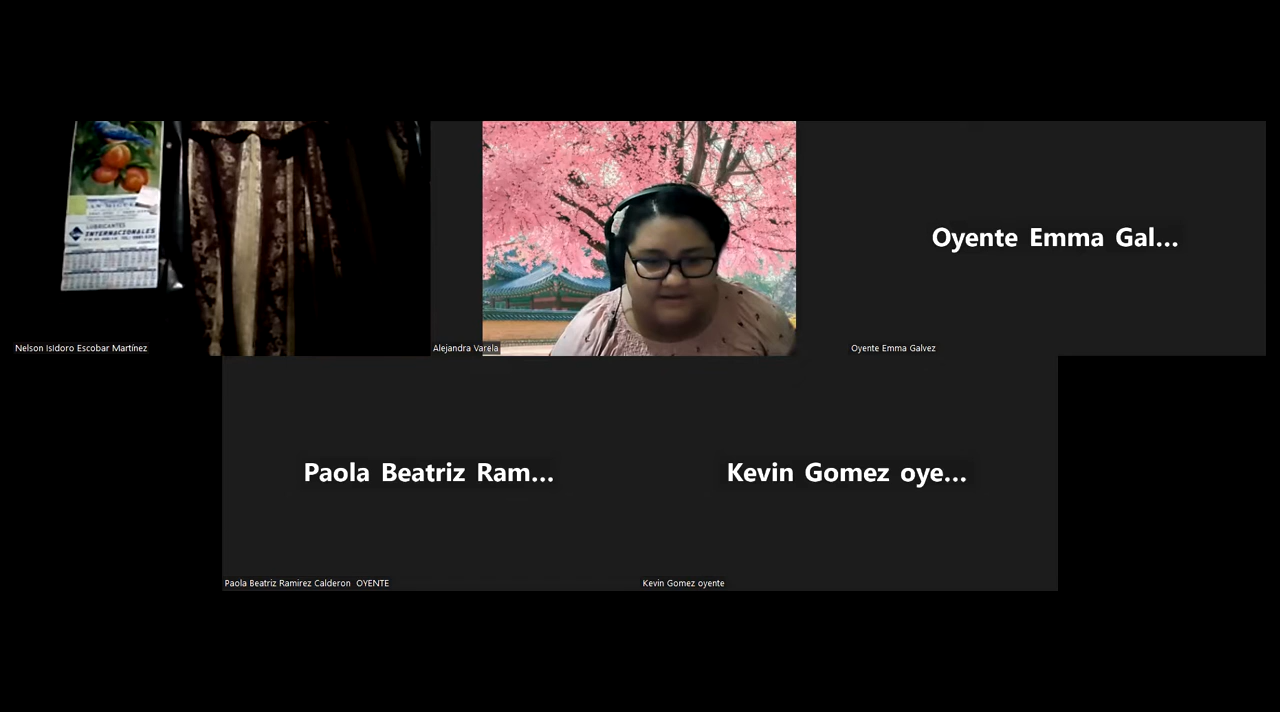 LUBRICANTES
INTERNACIONALES
Nelson IsIdoro Escobar Martínez
Alejandra Varela
Oyente Emma Gal...
Oyente Emma Galvez
Paola Beatriz Ram...
Paola Beatriz Ramirez Calderon OYENTE
Kevin Gomez oye...
Kevin Gomez oyente